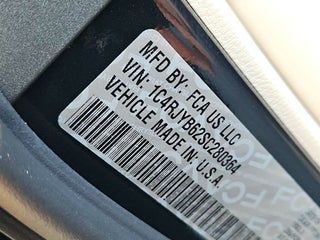 MFD BY: FCA US LLC
VIN: 1C4RJYB62SC280364
VEHICLE MADE IN U.S.A.